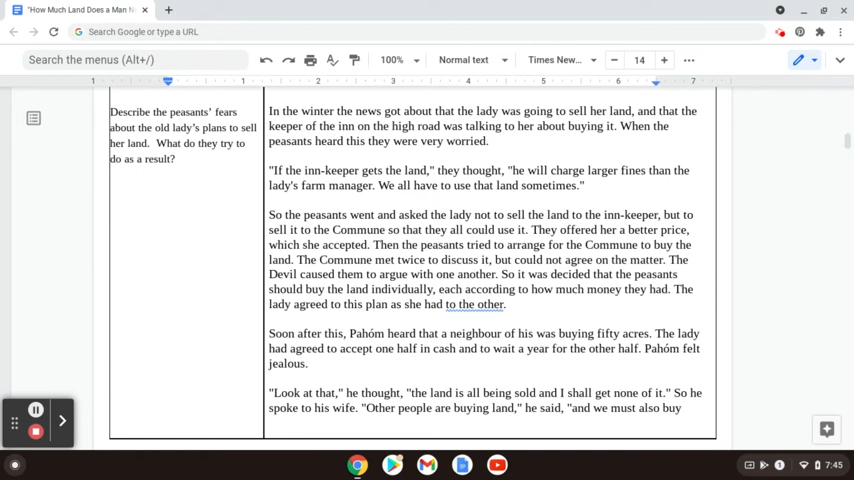 "How Much Land Does a Man N
Search Google or type a URL
Search the menus (Alt+/)
100%
Normal text
Times New...
14
1
1
2
3
4
5
6
7
Describe the peasants' fears
about the old lady's plans to sell
her land. What do they try to
do as a result?
In the winter the news got about that the lady was going to sell her land, and that the
keeper of the inn on the high road was talking to her about buying it. When the
peasants heard this they were very worried.
"If the inn-keeper gets the land," they thought, "he will charge larger fines than the
lady's farm manager. We all have to use that land sometimes."
So the peasants went and asked the lady not to sell the land to the inn-keeper, but to
sell it to the Commune so that they all could use it. They offered her a better price,
which she accepted. Then the peasants tried to arrange for the Commune to buy the
land. The Commune met twice to discuss it, but could not agree on the matter. The
Devil caused them to argue with one another. So it was decided that the peasants
should buy the land individually, each according to how much money they had. The
lady agreed to this plan as she had to the other.
Soon after this, Pahóm heard that a neighbour of his was buying fifty acres. The lady
had agreed to accept one half in cash and to wait a year for the other half. Pahóm felt
jealous.
"Look at that," he thought, "the land is all being sold and I shall get none of it." So he
spoke to his wife. "Other people are buying land," he said, "and we must also buy
1
7:45